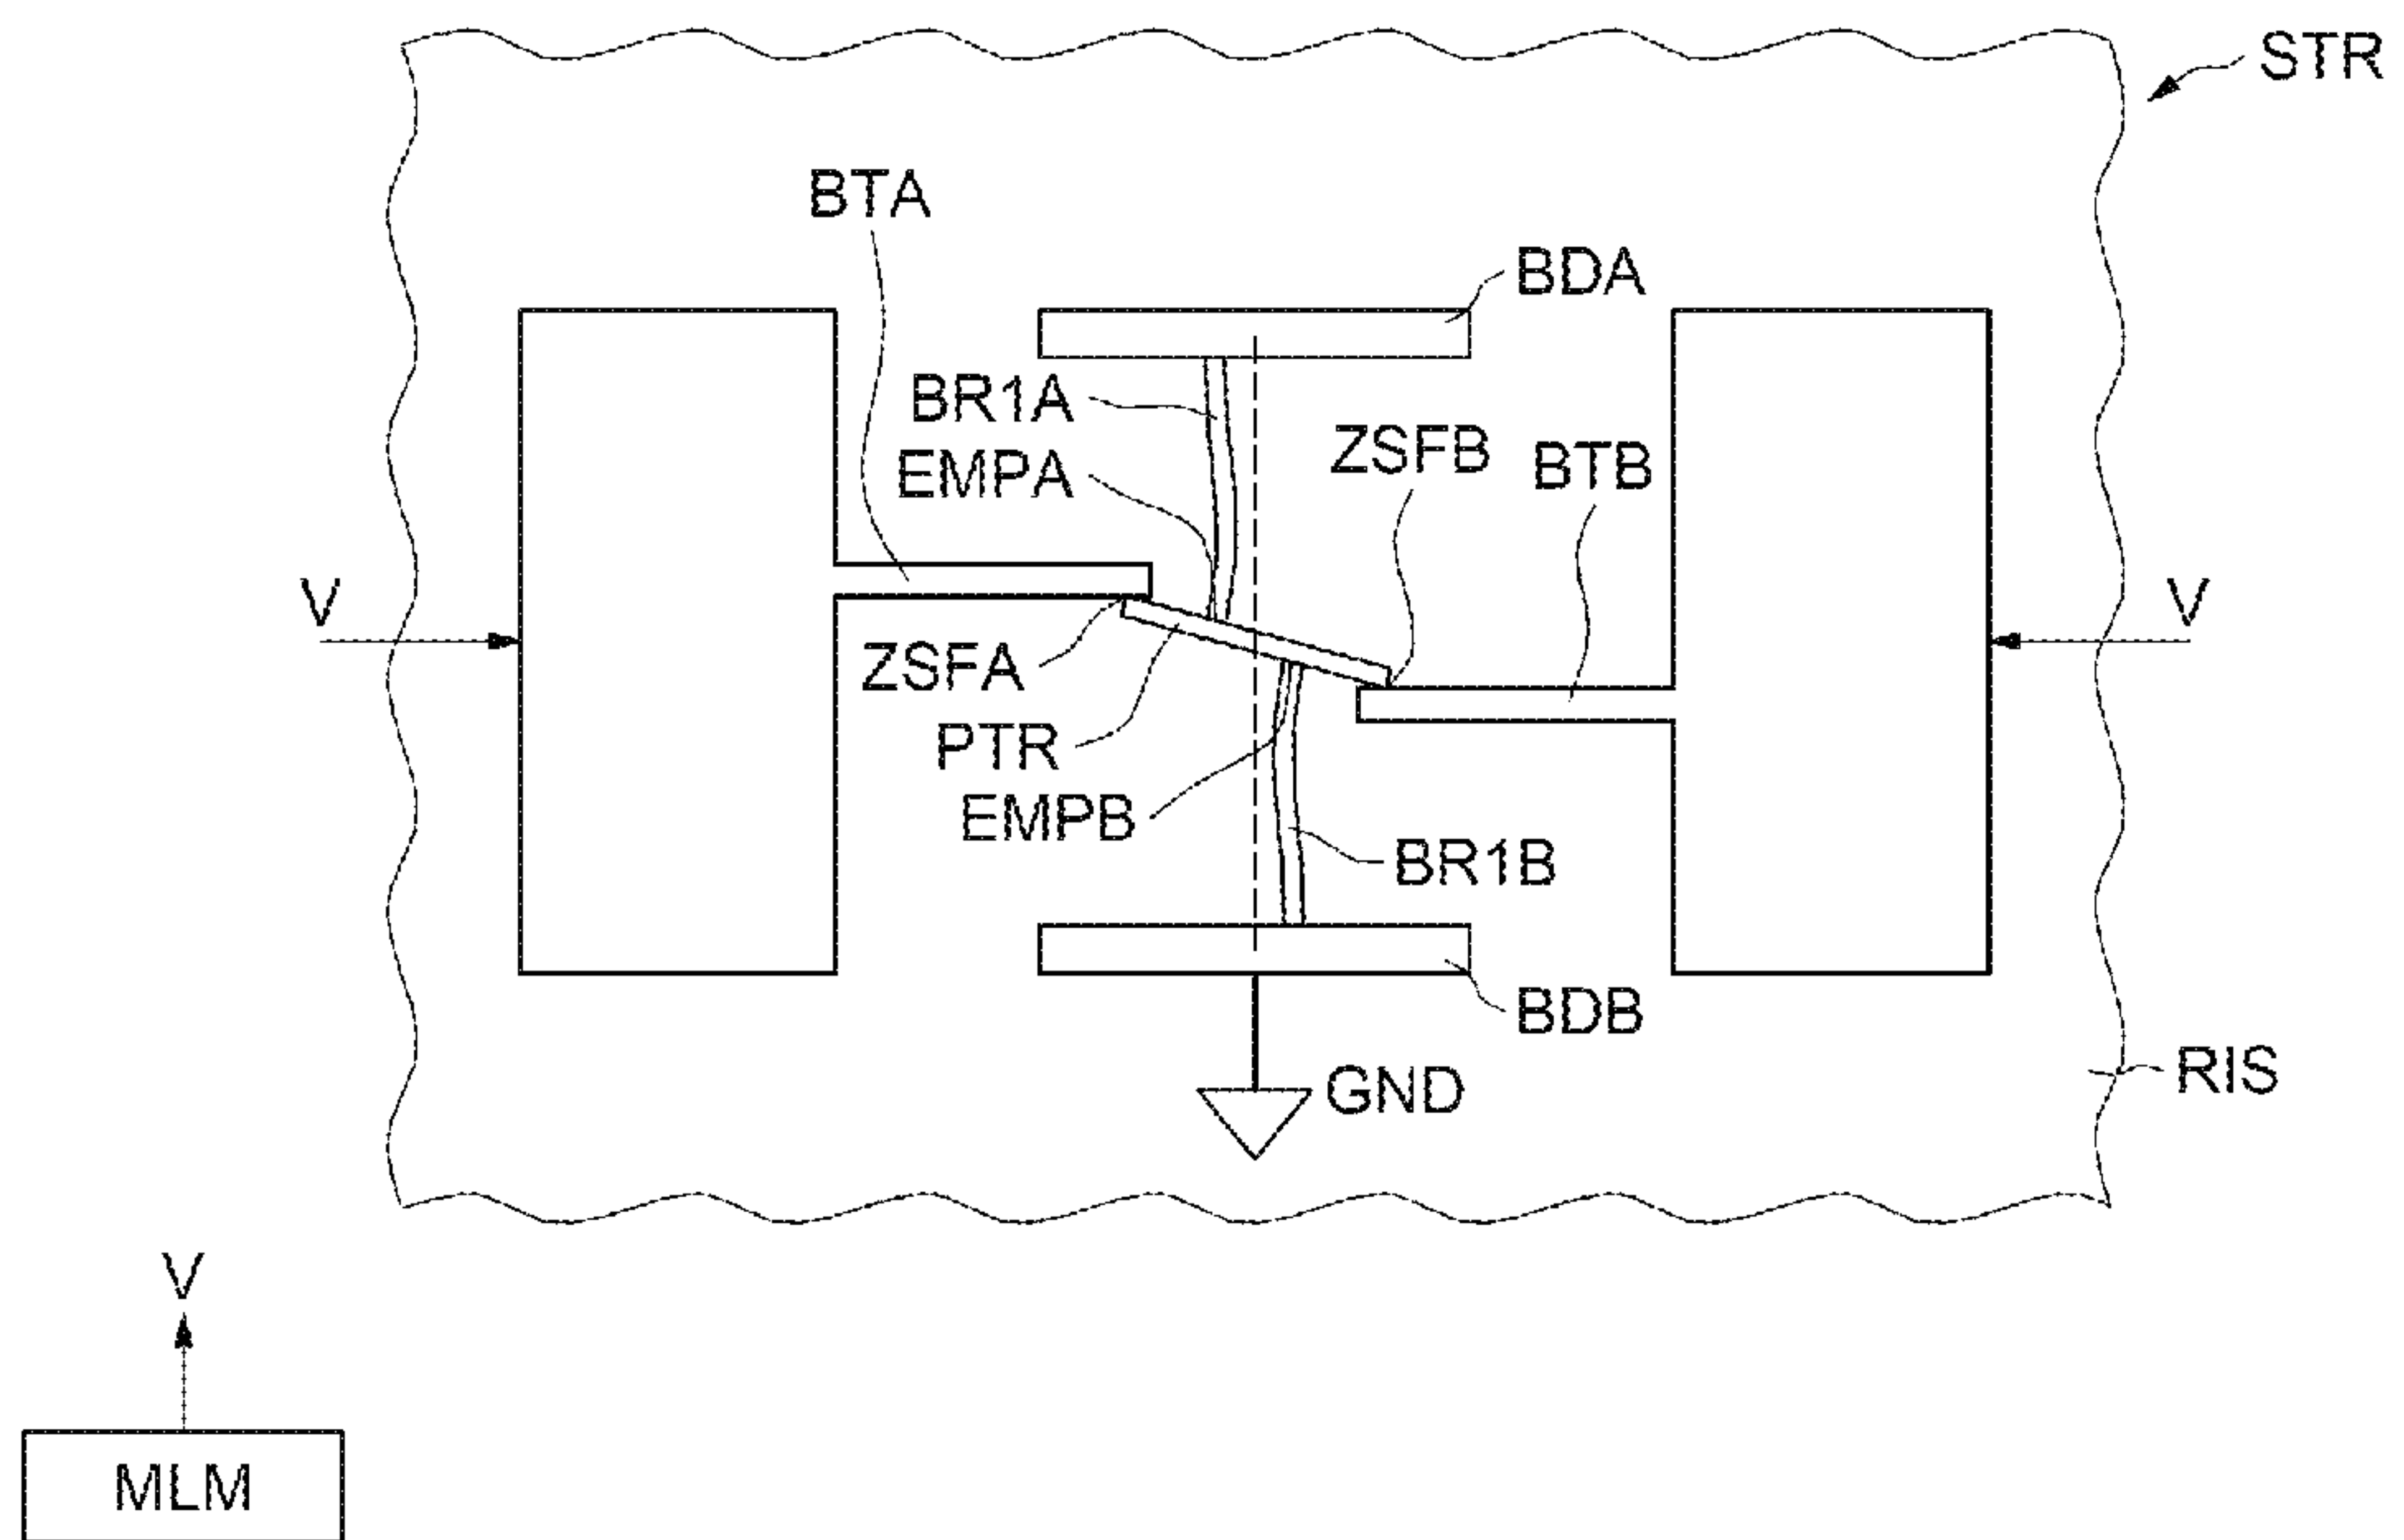 STR
BTA
BDA
BR1A
ZSFB
BTB
EMPA
V
V
ZSFA
PTR
EMPB
BR1B
BDB
RIS
GND
V
MLM